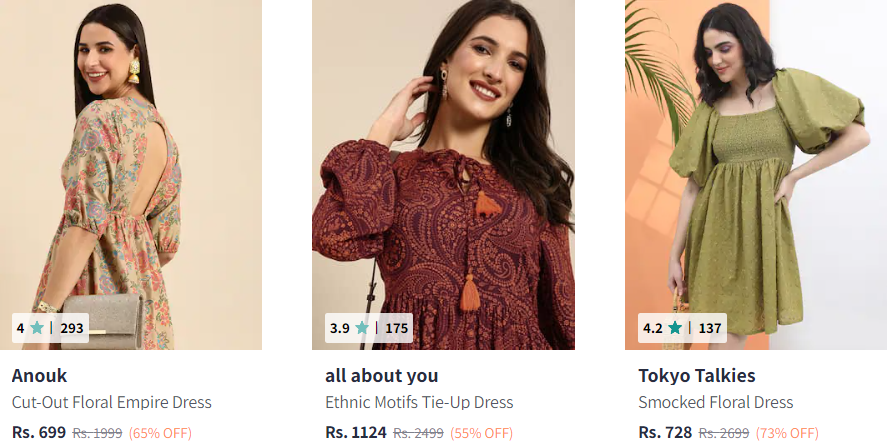 4 ★ | 293
Anouk
Cut-Out Floral Empire Dress
Rs. 699 Rs. 1999 (65% OFF)
3.9 ★ | 175
all about you
Ethnic Motifs Tie-Up Dress
Rs. 1124 Rs. 2499 (55% OFF)
4.2 ★ | 137
Tokyo Talkies
Smocked Floral Dress
Rs. 728 Rs. 2699 (73% OFF)